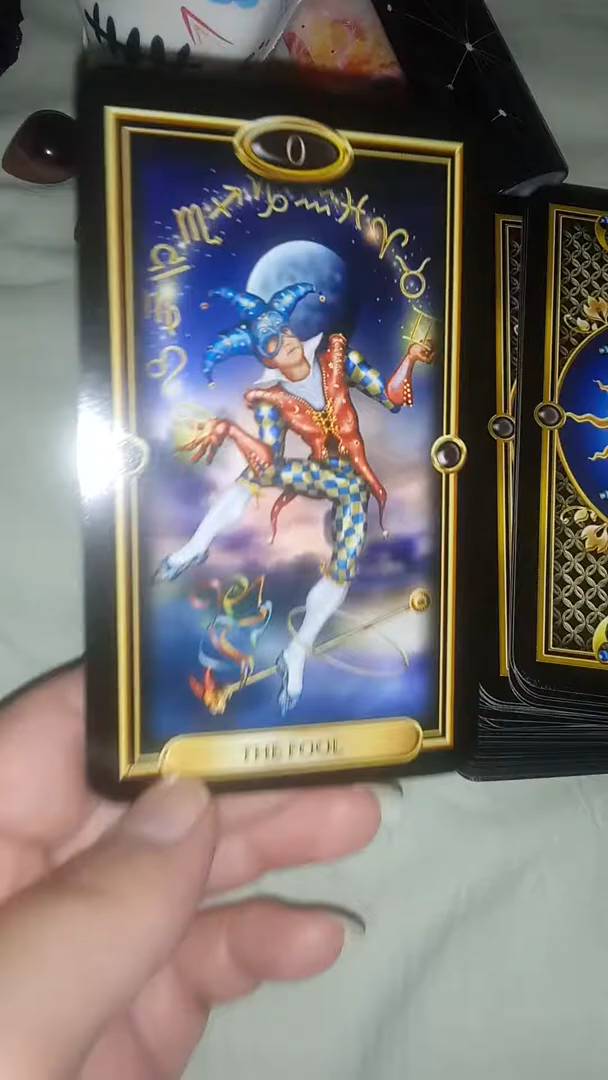 0
♌ ♋ ♎ ♏ ♐ ♑ ♒ ♓ ♈ ♉ ♊
THE FOOL